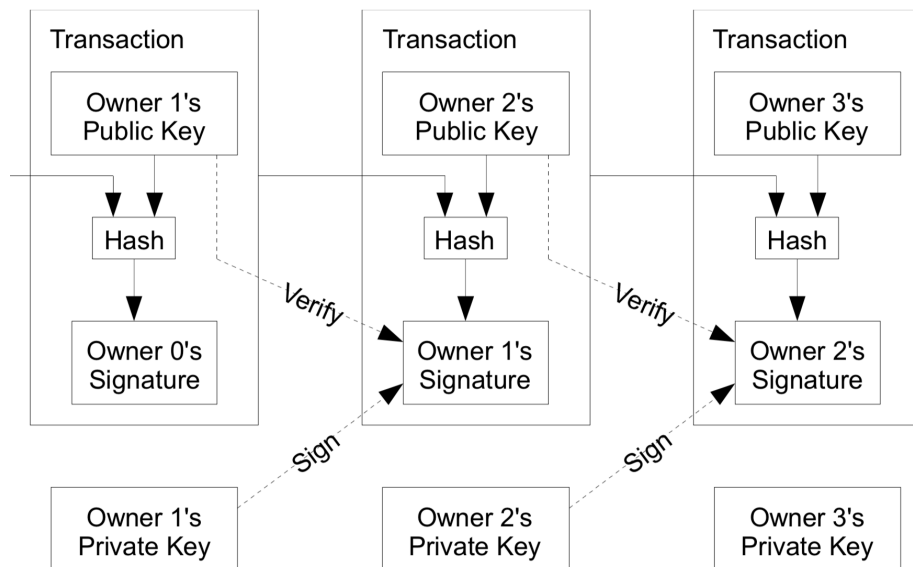 Transaction
Owner 1's
Public Key
Hash
Owner 0's
Signature
Transaction
Owner 2's
Public Key
Hash
Owner 1's
Signature
Transaction
Owner 3's
Public Key
Hash
Owner 2's
Signature
Verify
Verify
Sign
Sign
Owner 1's
Private Key
Owner 2's
Private Key
Owner 3's
Private Key